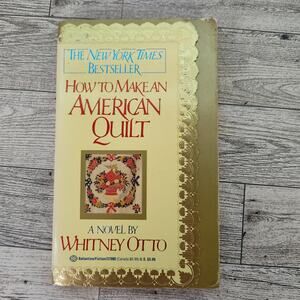 THE NEW YORK TIMES
BESTSELLER
HOW TO MAKE AN
AMERICAN
QUILT
A NOVEL BY
WHITNEY OTTO